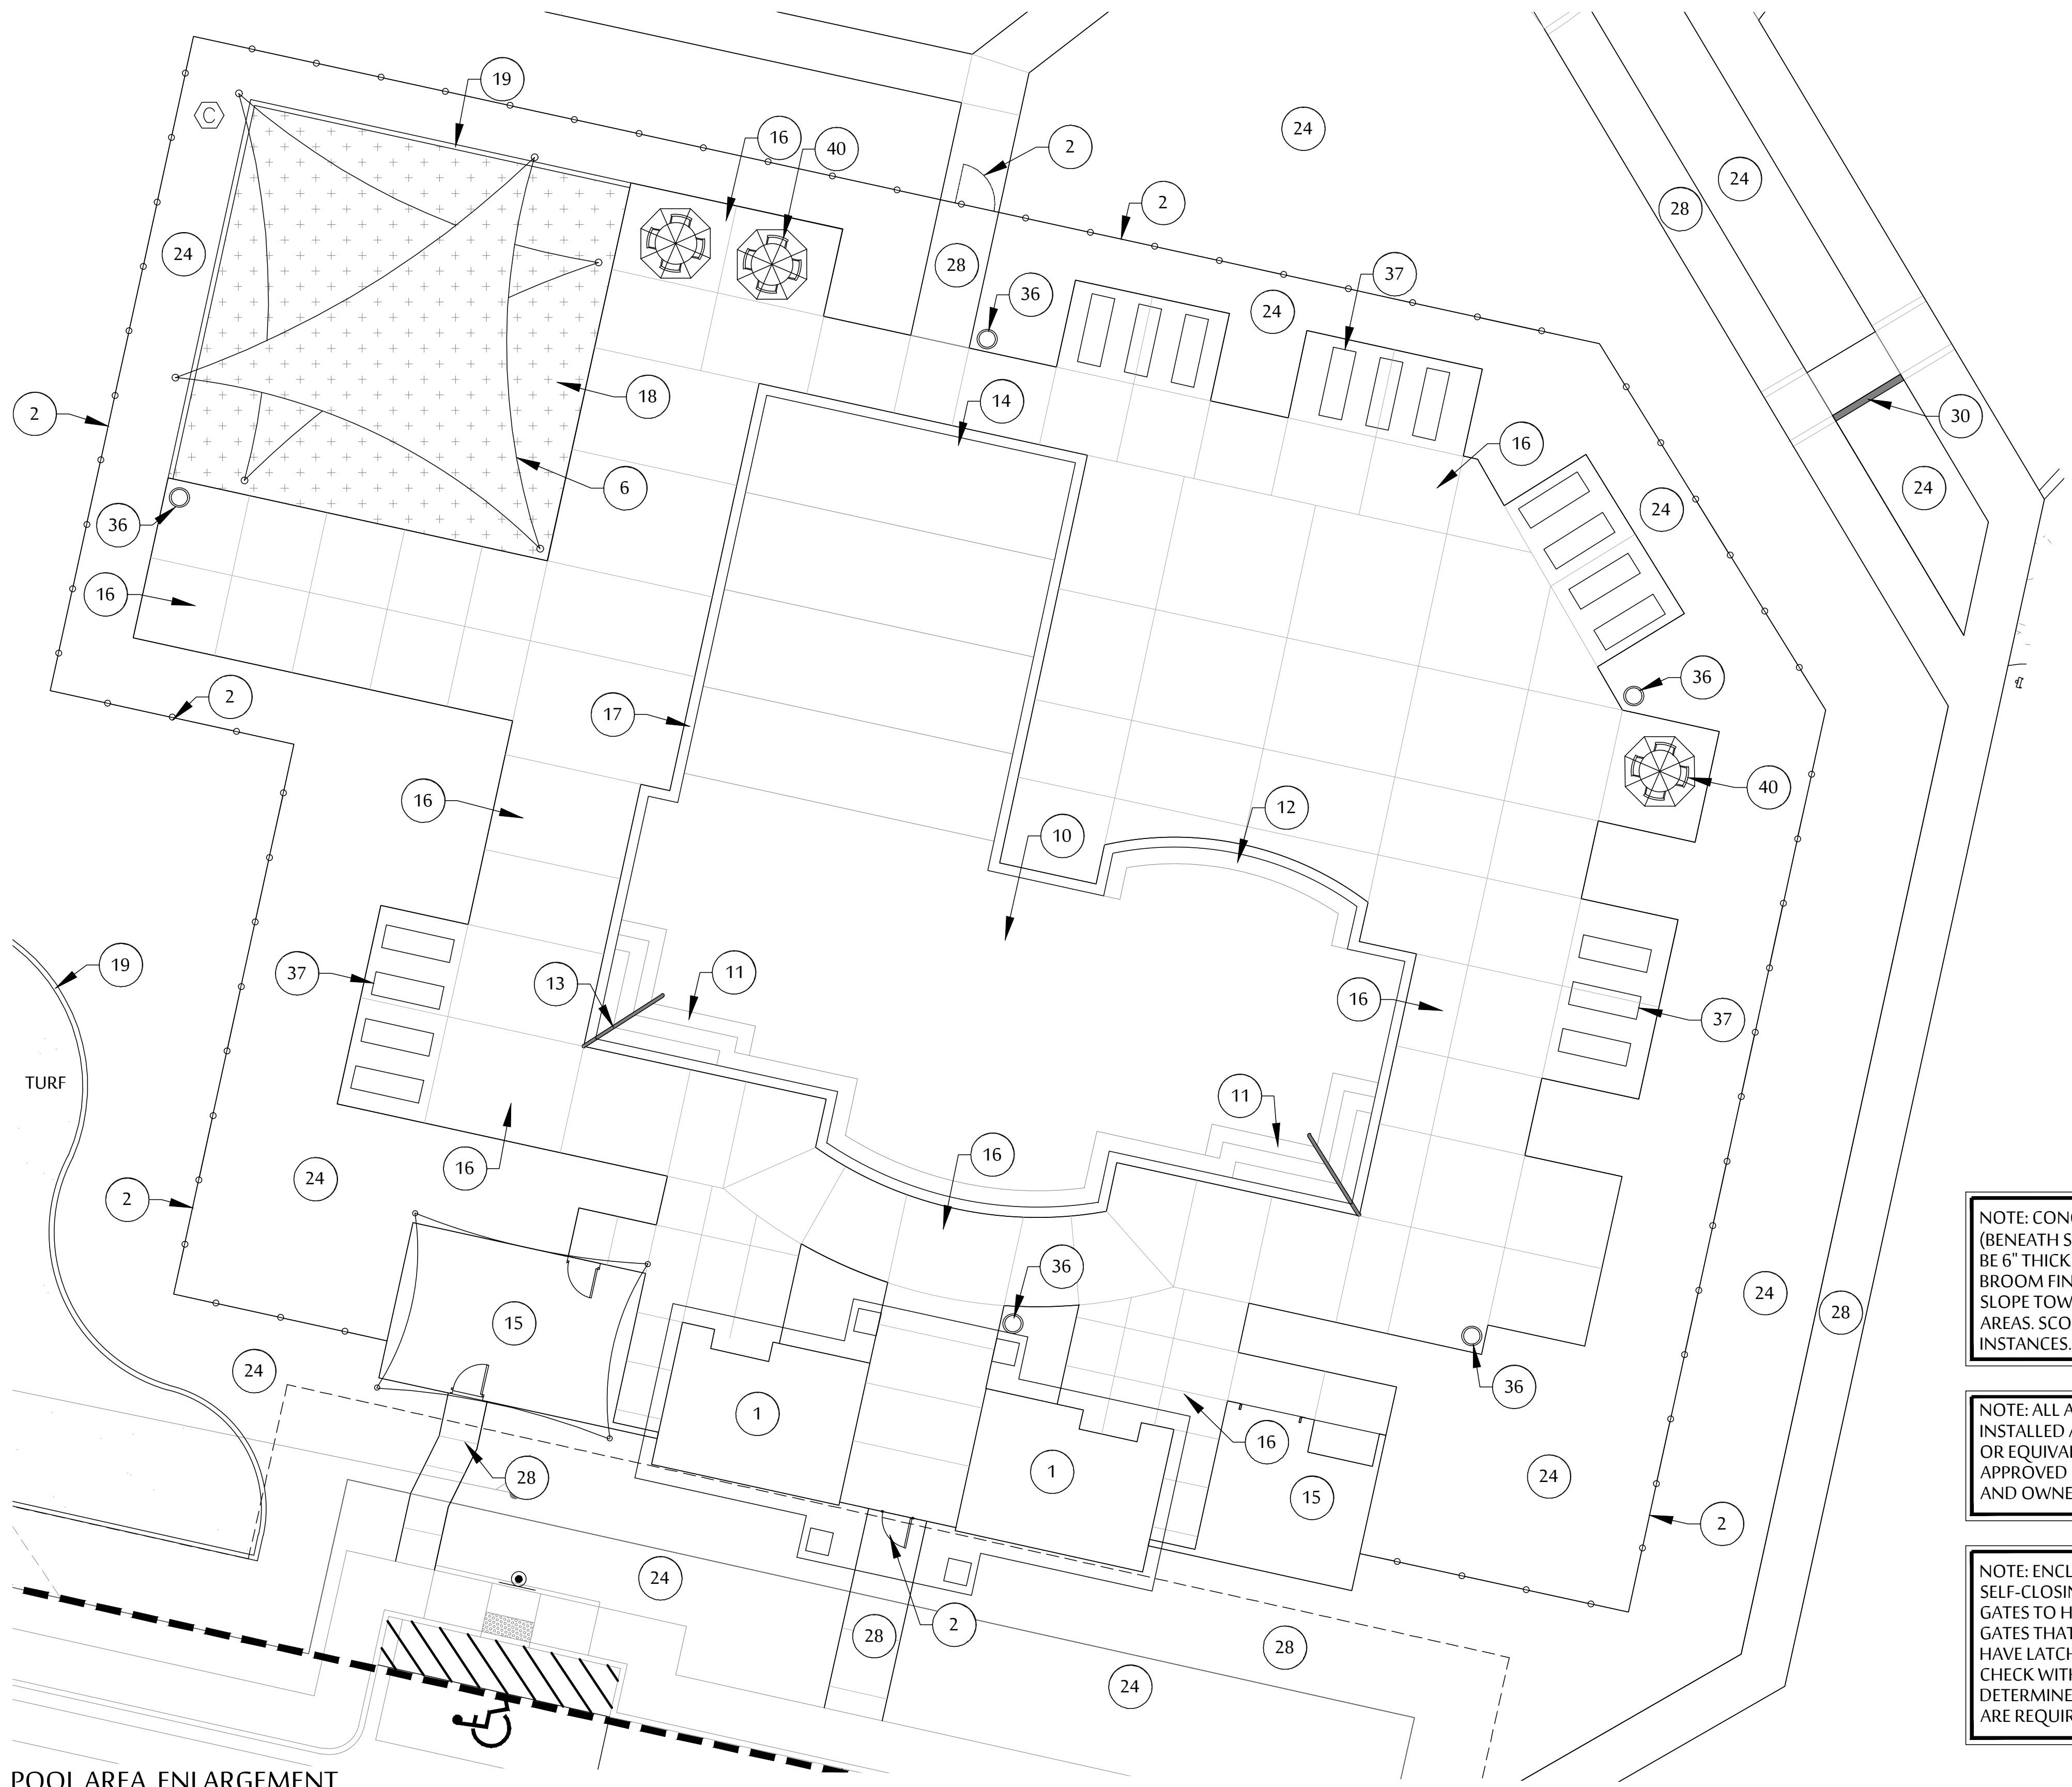 19
C
16
40
2
24
24
28
2
24
28
37
36
24
2
18
14
30
16
6
24
24
36
16
36
2
17
16
40
12
10
19
37
13
11
16
37
TURF
11
16
16
24
2
36
24
28
15
24
36
1
16
1
28
15
24
2
24
28
2
28
24
NOTE: CON
(BENEATH S
BE 6" THICK
BROOM FIN
SLOPE TOW
AREAS. SCO
INSTANCES.
NOTE: ALL A
INSTALLED A
OR EQUIVA
APPROVED
AND OWNE
NOTE: ENCL
SELF-CLOSIN
GATES TO H
GATES THAT
HAVE LATCH
CHECK WITH
DETERMINE
ARE REQUIR
POOL AREA ENLARGEMENT